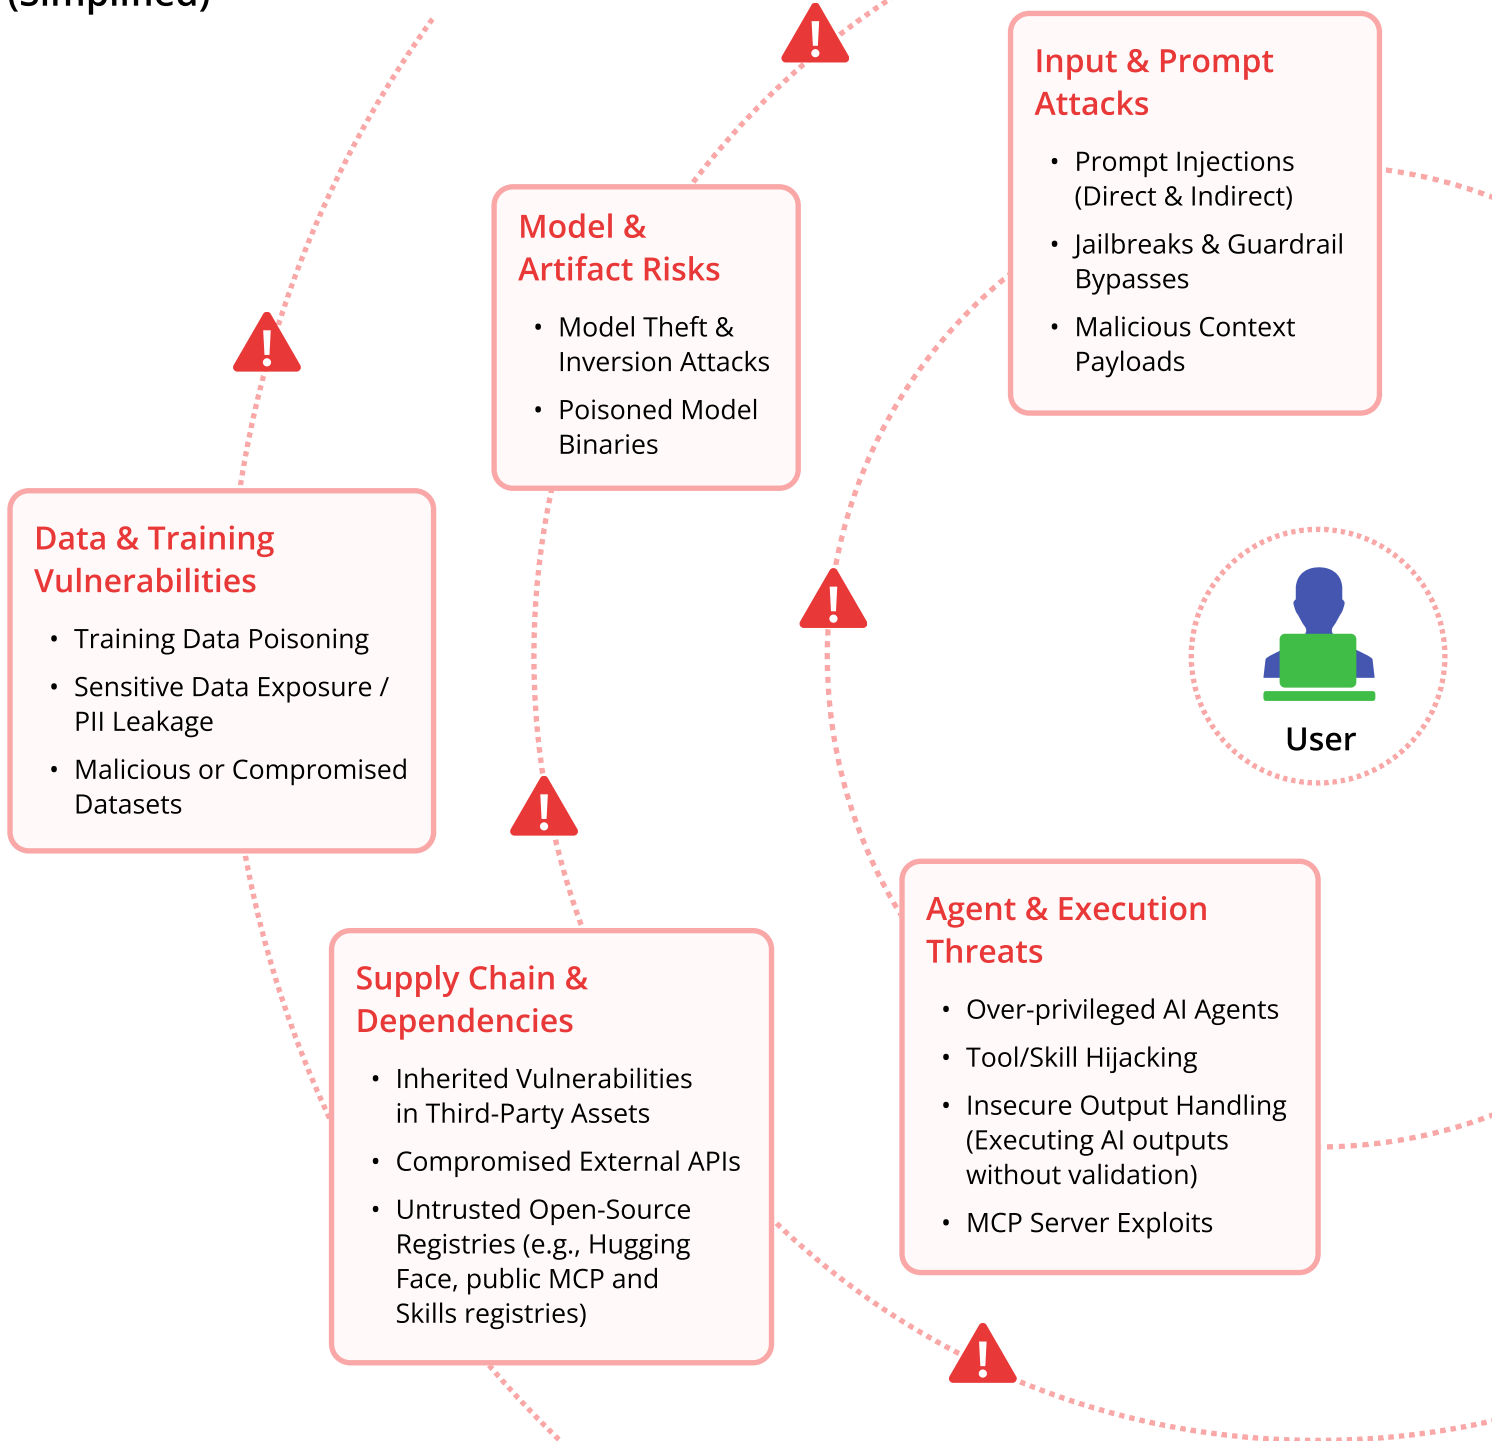 (Simplified)
Input & Prompt
Attacks
• Prompt Injections
(Direct & Indirect)
• Jailbreaks & Guardrail
Bypasses
• Malicious Context
Payloads
Model &
Artifact Risks
• Model Theft &
Inversion Attacks
• Poisoned Model
Binaries
Data & Training
Vulnerabilities
• Training Data Poisoning
• Sensitive Data Exposure /
PII Leakage
• Malicious or Compromised
Datasets
User
Agent & Execution
Threats
• Over-privileged AI Agents
• Tool/Skill Hijacking
• Insecure Output Handling
(Executing AI outputs
without validation)
• MCP Server Exploits
Supply Chain &
Dependencies
• Inherited Vulnerabilities
in Third-Party Assets
• Compromised External APIs
• Untrusted Open-Source
Registries (e.g., Hugging
Face, public MCP and
Skills registries)